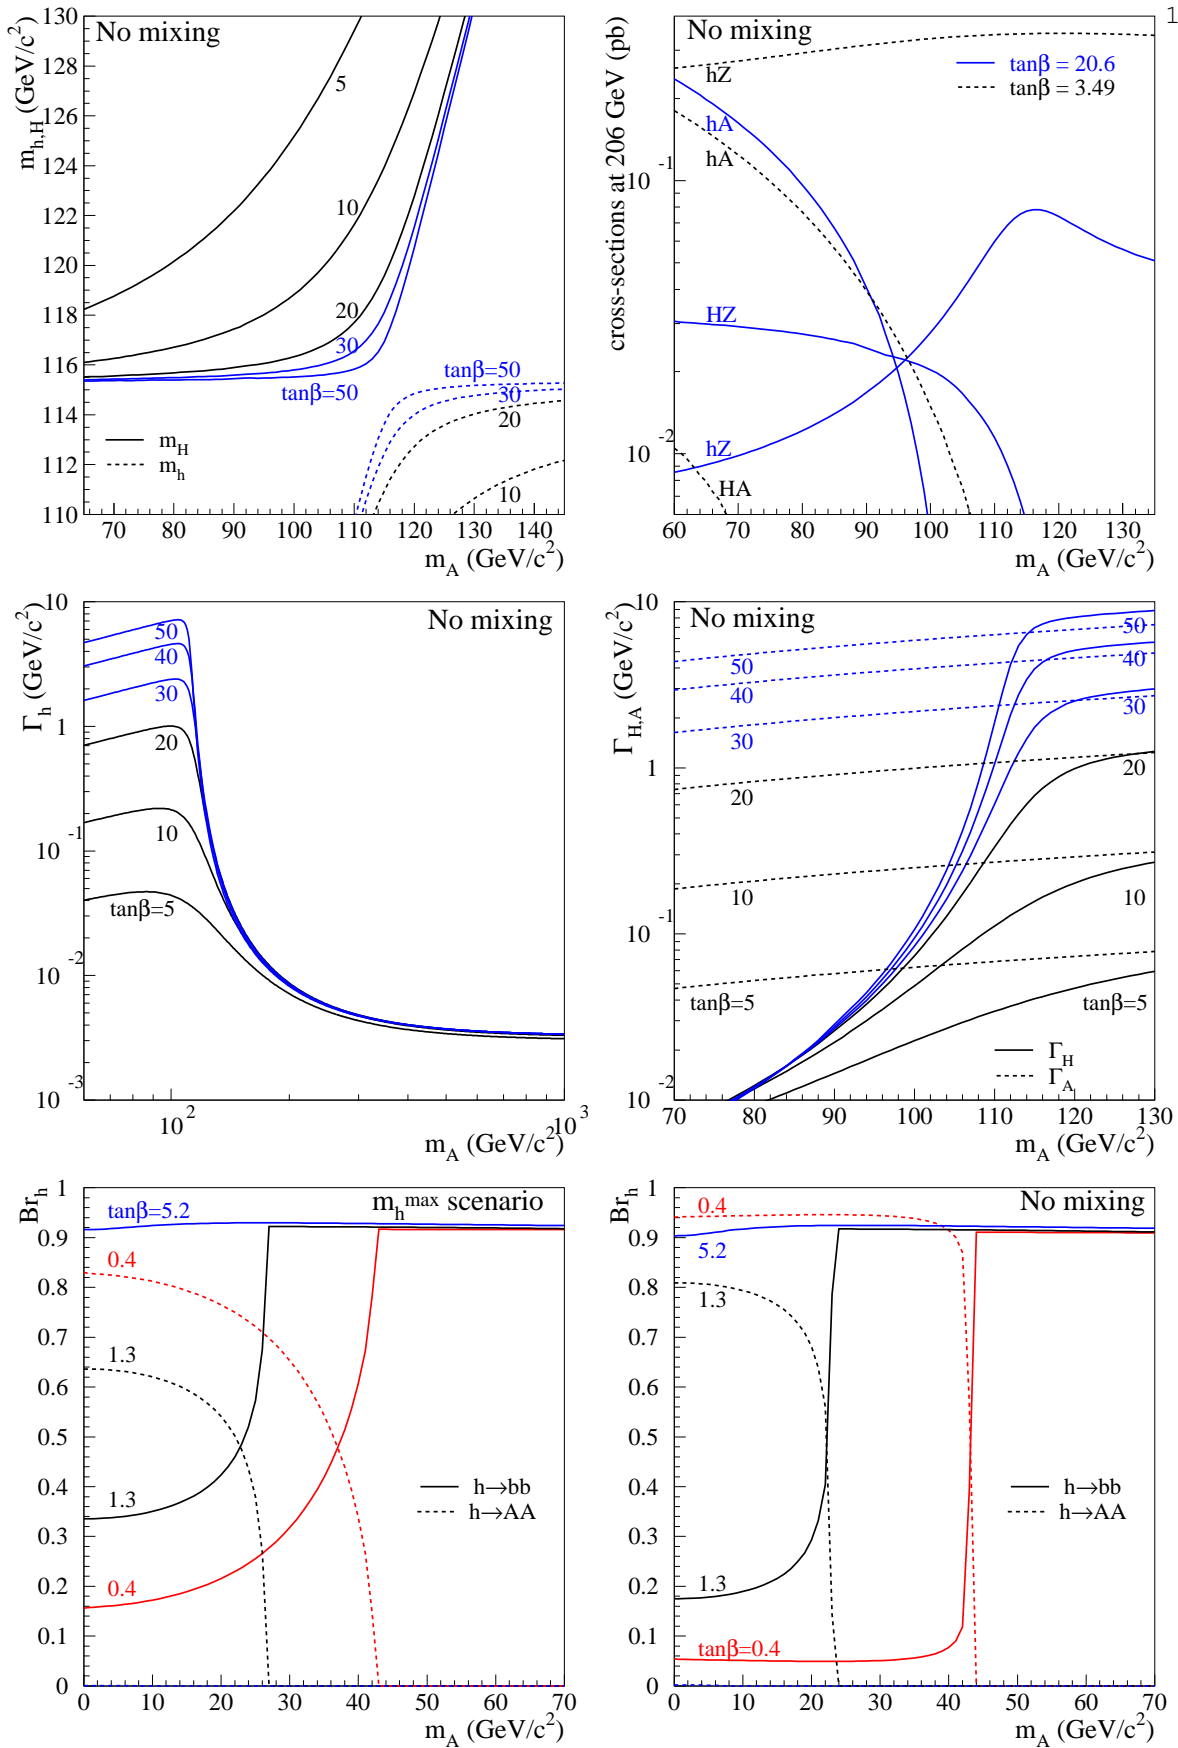 1
No mixing
m_h,H (GeV/c²)
130
128
126
124
122
120
118
116
114
112
110
5
10
20
30
tanβ=50
tanβ=50
30
20
10
m_H
m_h
70 80 90 100 110 120 130 140
m_A (GeV/c²)
No mixing
cross-sections at 206 GeV (pb)
10⁻¹
10⁻²
tanβ = 20.6
tanβ = 3.49
hZ
hA
hA
HZ
hZ
HA
60 70 80 90 100 110 120 130
m_A (GeV/c²)
No mixing
Γ_h (GeV/c²)
10
1
10⁻¹
10⁻²
10⁻³
50
40
30
20
10
tanβ=5
10² 10³
m_A (GeV/c²)
No mixing
Γ_H,A (GeV/c²)
10
1
10⁻¹
10⁻²
50
40
30
20
10
tanβ=5
50
40
30
20
10
tanβ=5
Γ_H
Γ_A
70 80 90 100 110 120 130
m_A (GeV/c²)
m_h^max scenario
Br_h
1
0.9
0.8
0.7
0.6
0.5
0.4
0.3
0.2
0.1
0
tanβ=5.2
0.4
1.3
1.3
0.4
h→bb
h→AA
0 10 20 30 40 50 60 70
m_A (GeV/c²)
No mixing
Br_h
1
0.9
0.8
0.7
0.6
0.5
0.4
0.3
0.2
0.1
0
0.4
5.2
1.3
1.3
tanβ=0.4
h→bb
h→AA
0 10 20 30 40 50 60 70
m_A (GeV/c²)